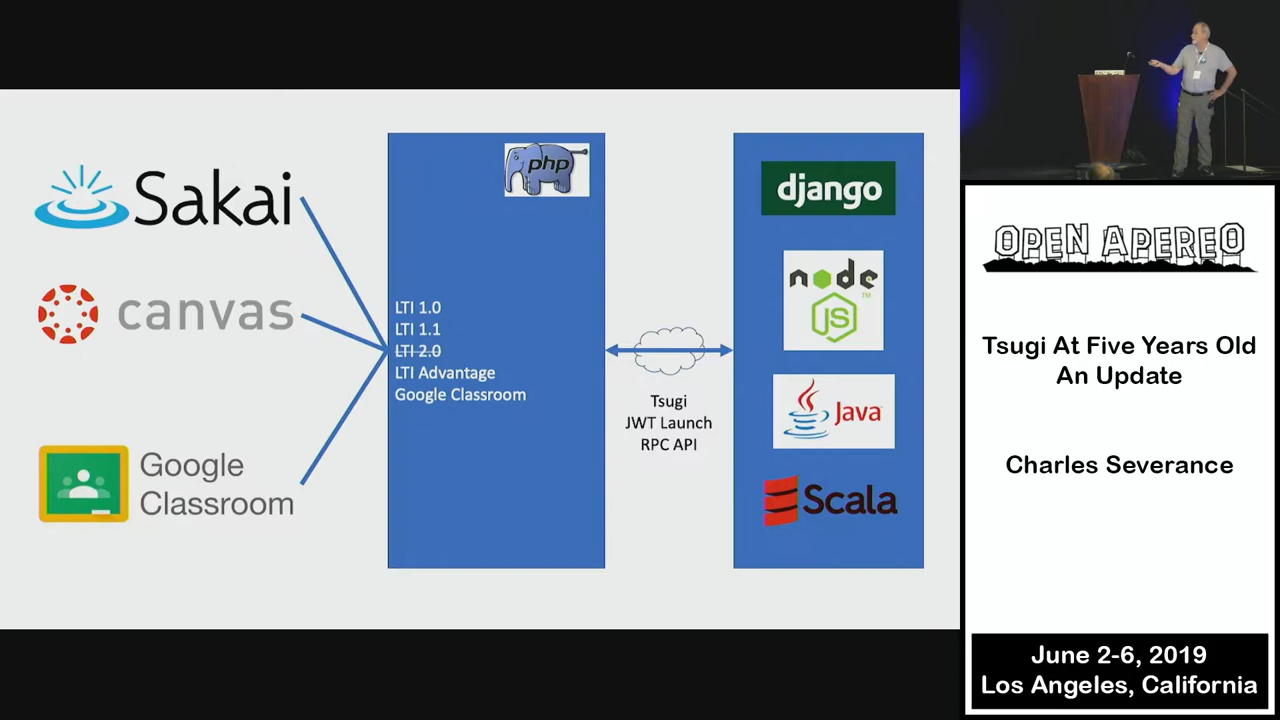 Sakai
canvas
Google
Classroom
php
LTI 1.0
LTI 1.1
LTI 2.0
LTI Advantage
Google Classroom
Tsugi
JWT Launch
RPC API
django
node
TM
JS
Java
Scala
OPEN APEREO
Tsugi At Five Years Old
An Update
Charles Severance
June 2-6, 2019
Los Angeles, California